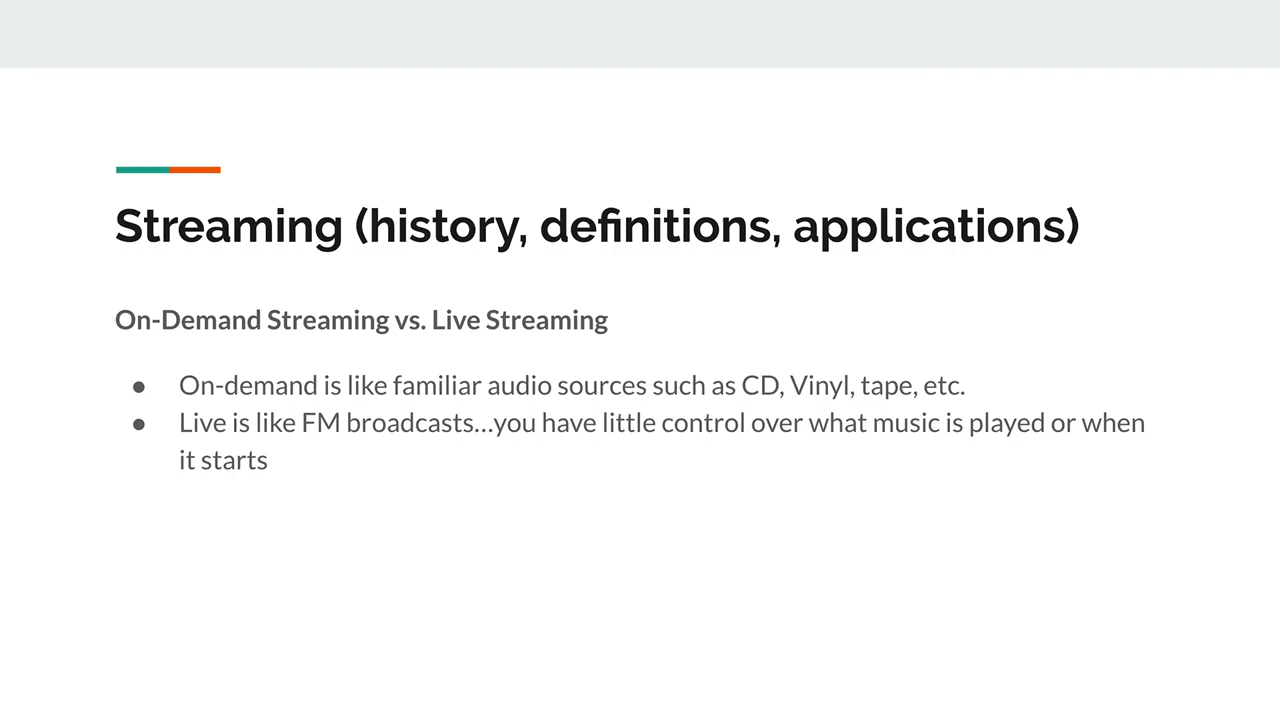 Streaming (history, definitions, applications)
On-Demand Streaming vs. Live Streaming
● On-demand is like familiar audio sources such as CD, Vinyl, tape, etc.
● Live is like FM broadcasts…you have little control over what music is played or when
it starts